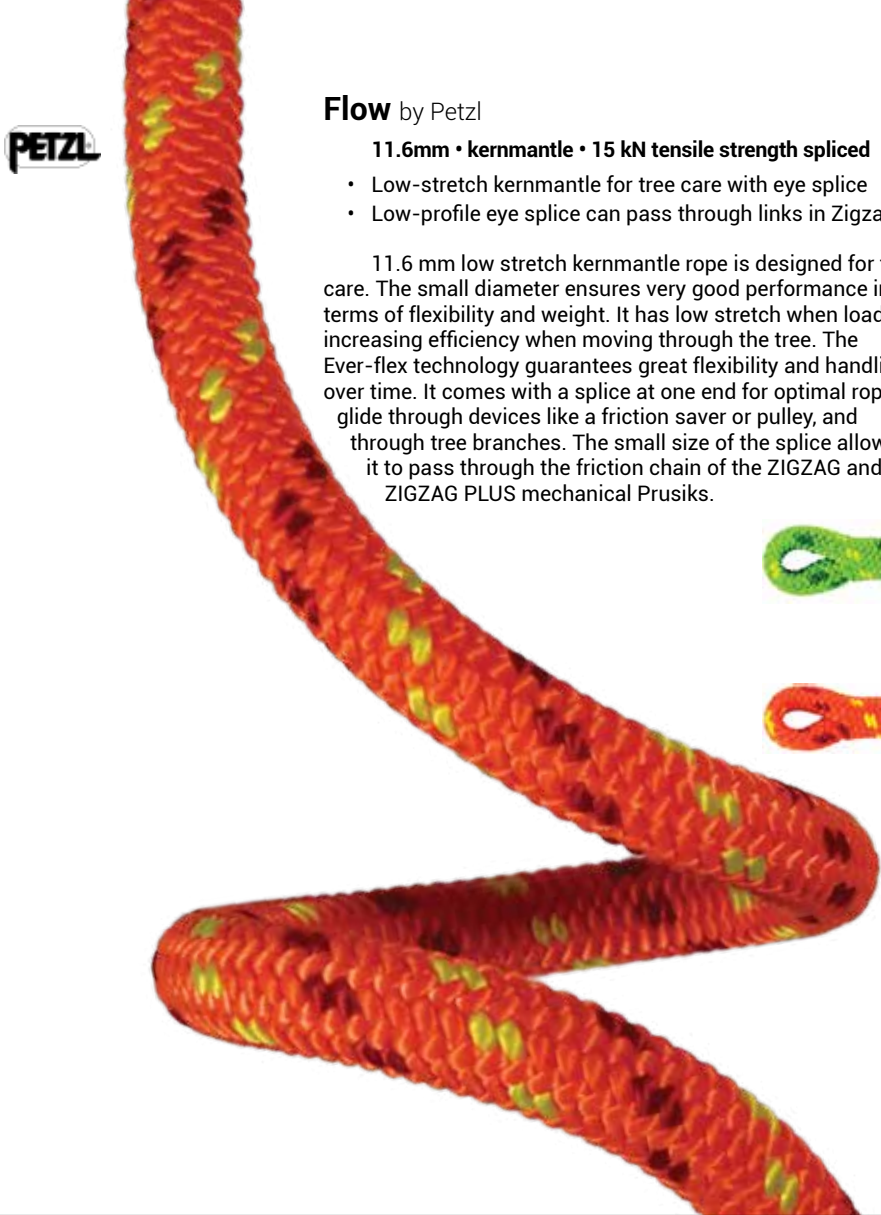 PETZL
Flow by Petzl
11.6mm • kernmantle • 15 kN tensile strength spliced
• Low-stretch kernmantle for tree care with eye splice
• Low-profile eye splice can pass through links in Zigza
11.6 mm low stretch kernmantle rope is designed for
care. The small diameter ensures very good performance i
terms of flexibility and weight. It has low stretch when load
increasing efficiency when moving through the tree. The
Ever-flex technology guarantees great flexibility and handli
over time. It comes with a splice at one end for optimal rop
glide through devices like a friction saver or pulley, and
through tree branches. The small size of the splice allow
it to pass through the friction chain of the ZIGZAG and
ZIGZAG PLUS mechanical Prusiks.